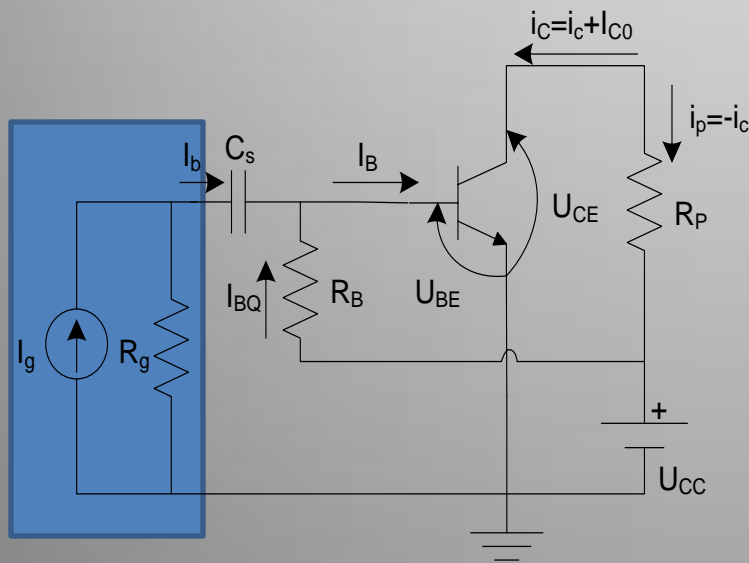 i_C=i_c+I_C0
i_p=-i_c
I_b
C_s
I_B
U_CE
R_P
I_BQ
R_B
U_BE
I_g
R_g
+
U_CC